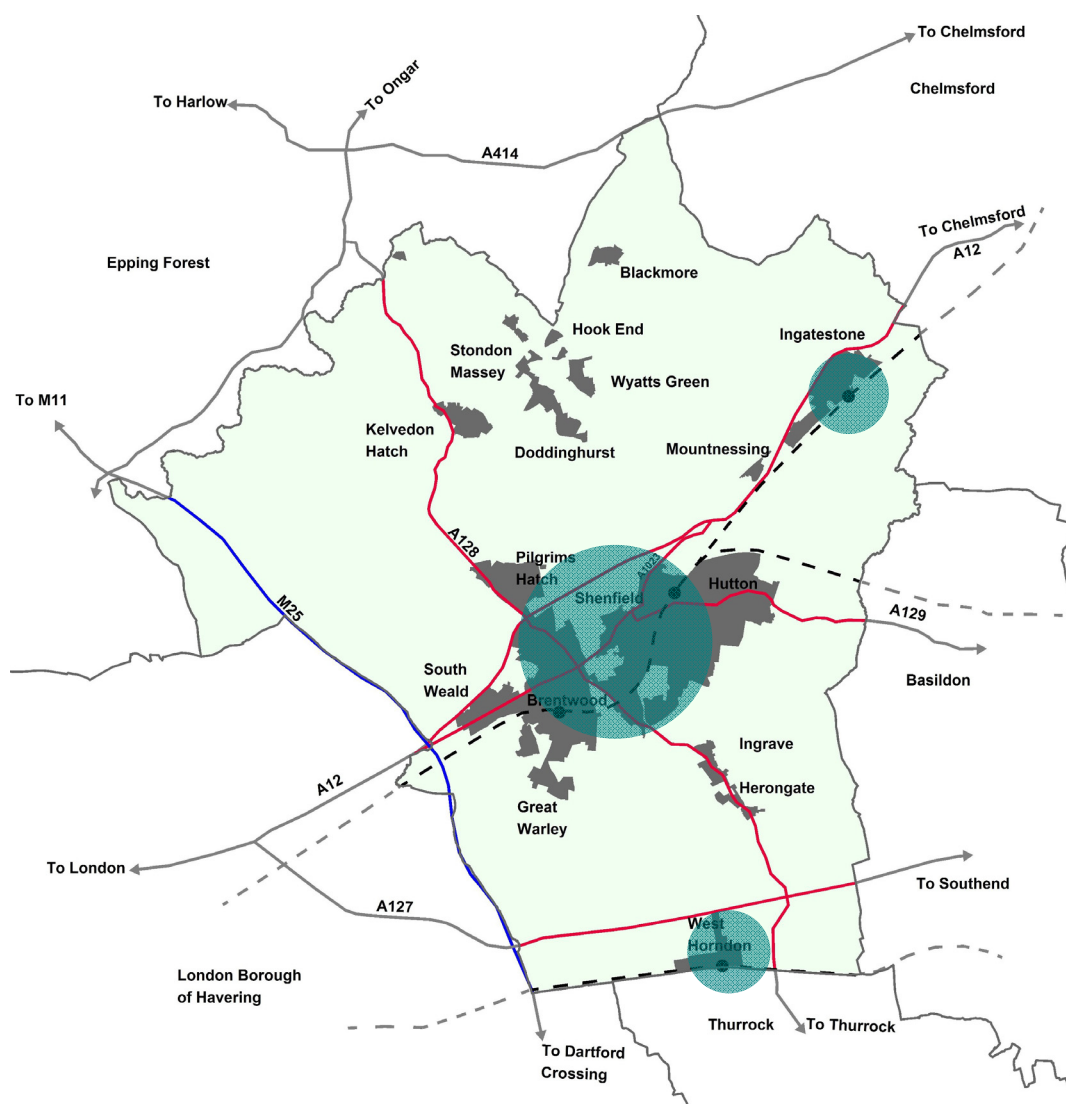 To Chelmsford
Chelmsford
To Ongar
To Harlow
A414
To Chelmsford
A12
Epping Forest
Blackmore
Hook End
Ingatestone
Stondon
Massey
Wyatts Green
To M11
Kelvedon
Hatch
Doddinghurst
Mountnessing
A128
Pilgrims
Hatch
A1023
Hutton
Shenfield
M25
A129
South
Weald
Basildon
Brentwood
Ingrave
A12
Herongate
Great
Warley
To London
To Southend
A127
West
Horndon
London Borough
of Havering
Thurrock
To Thurrock
To Dartford
Crossing